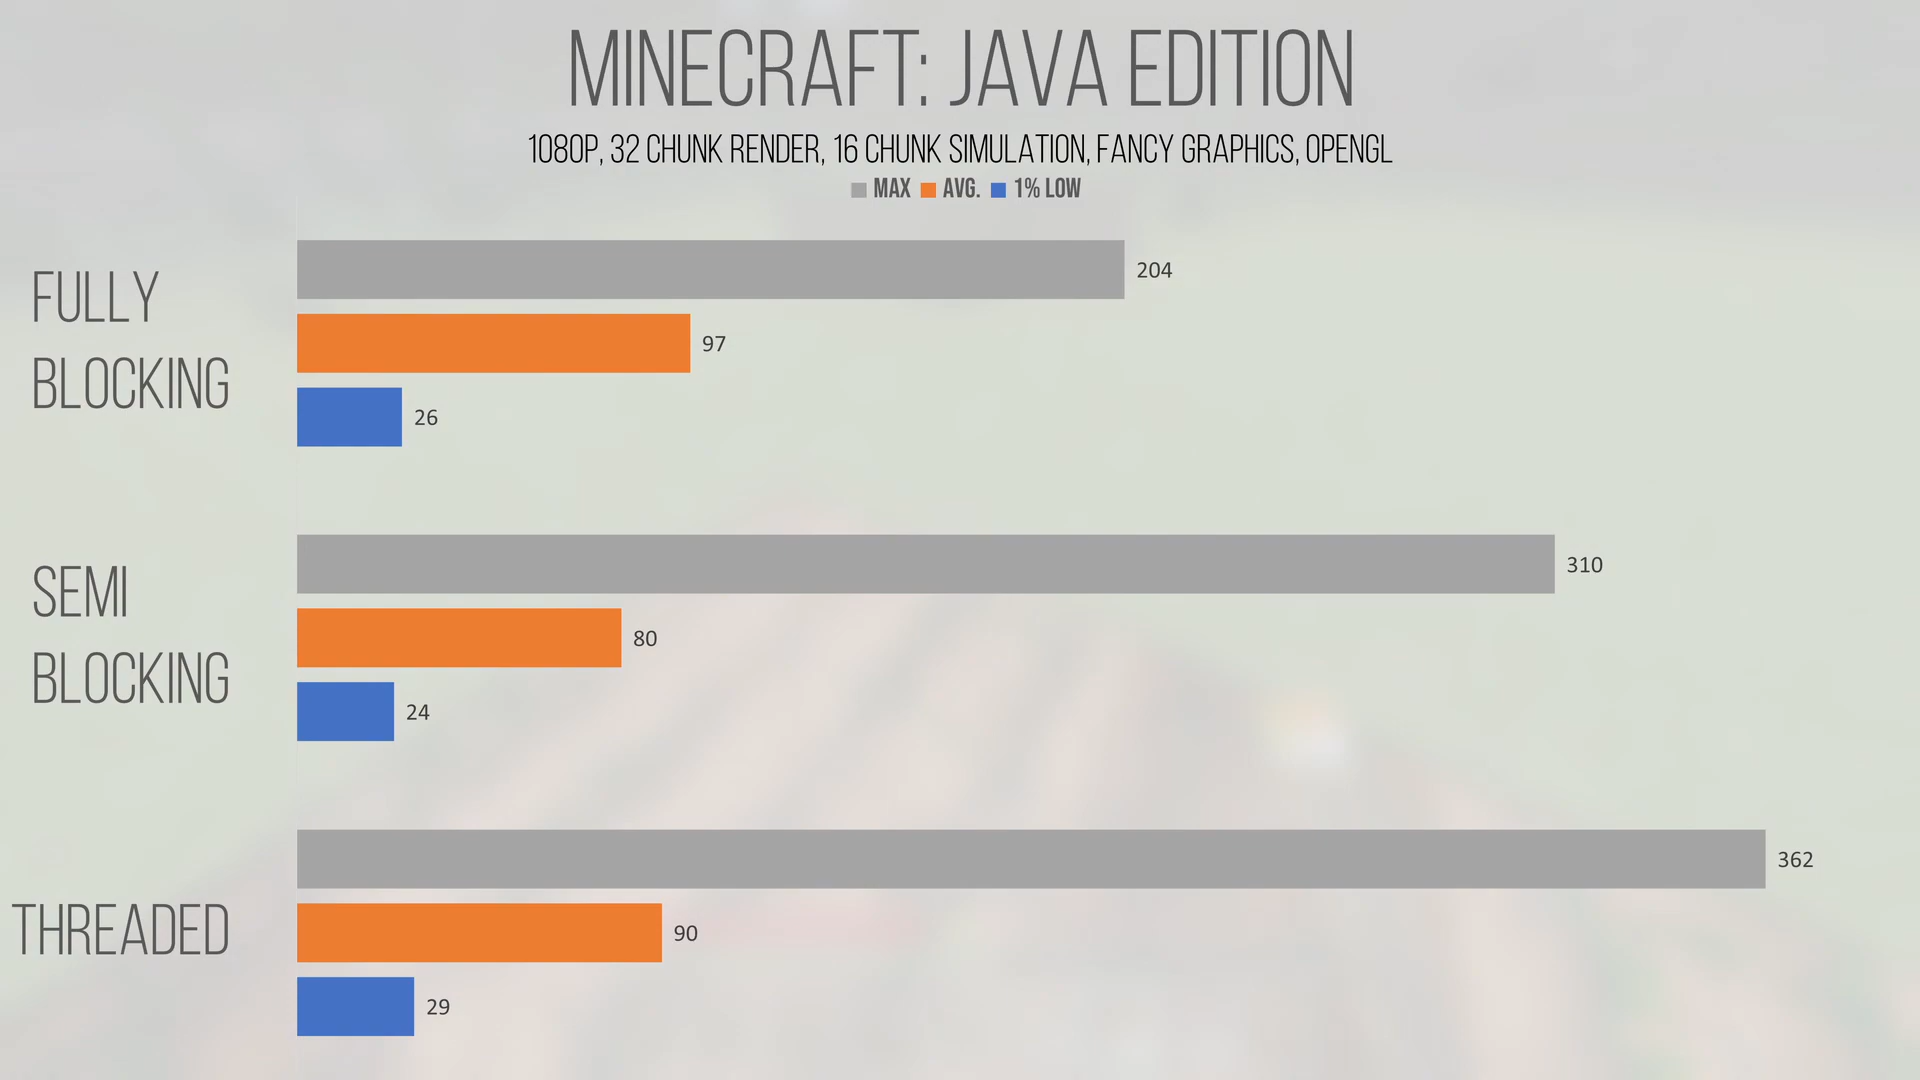 MINECRAFT: JAVA EDITION
1080P, 32 CHUNK RENDER, 16 CHUNK SIMULATION, FANCY GRAPHICS, OPENGL
MAX AVG. 1% LOW
FULLY
BLOCKING
204
97
26
SEMI
BLOCKING
310
80
24
THREADED
362
90
29